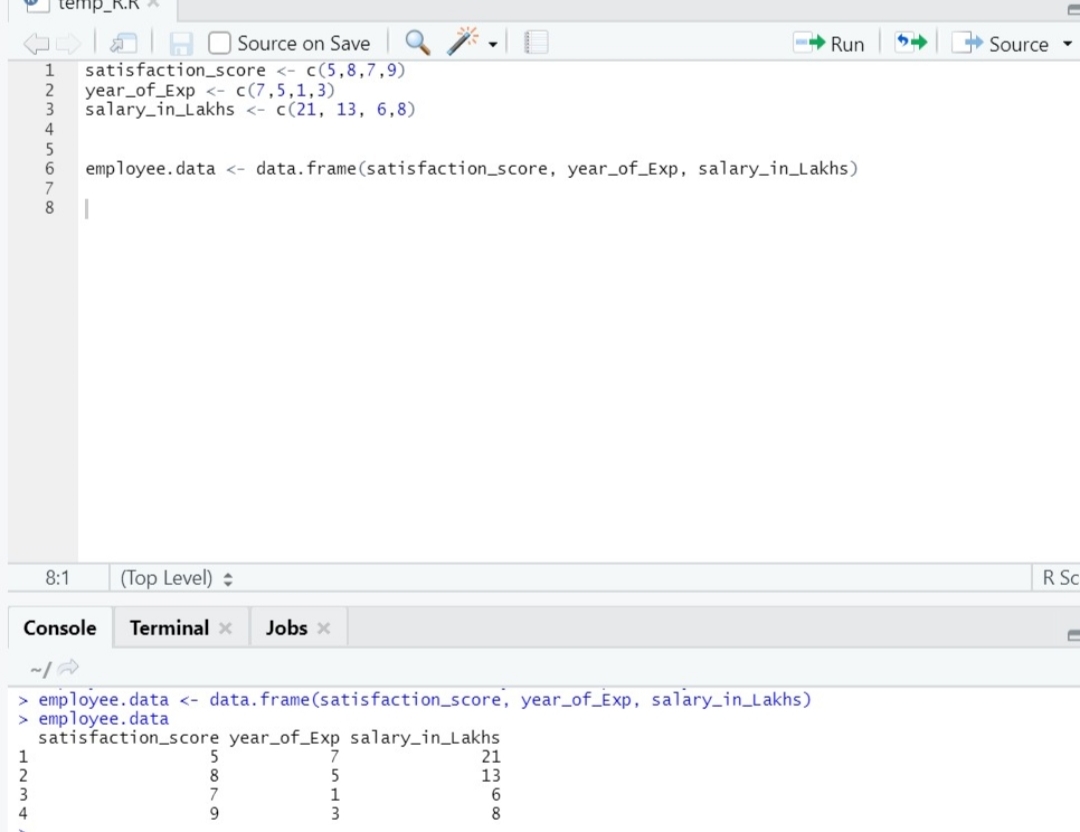 temp_R.R
Source on Save
Run
Source
1 satisfaction_score <- c(5,8,7,9)
2 year_of_Exp <- c(7,5,1,3)
3 salary_in_Lakhs <- c(21, 13, 6,8)
4
5
6 employee.data <- data.frame(satisfaction_score, year_of_Exp, salary_in_Lakhs)
7
8
8:1 (Top Level) R Sc
Console Terminal Jobs
~/
> employee.data <- data.frame(satisfaction_score, year_of_Exp, salary_in_Lakhs)
> employee.data
satisfaction_score year_of_Exp salary_in_Lakhs
1 5 7 21
2 8 5 13
3 7 1 6
4 9 3 8